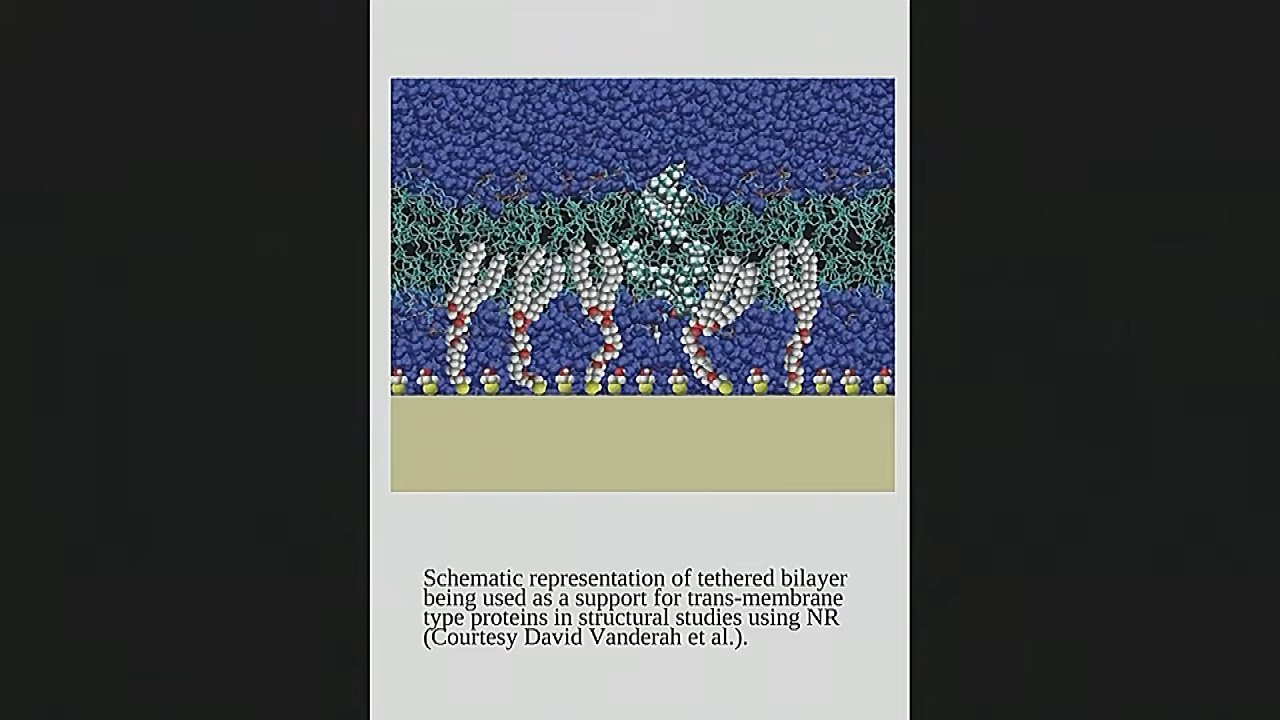 Schematic representation of tethered bilayer
being used as a support for trans-membrane
type proteins in structural studies using NR
(Courtesy David Vanderah et al.).